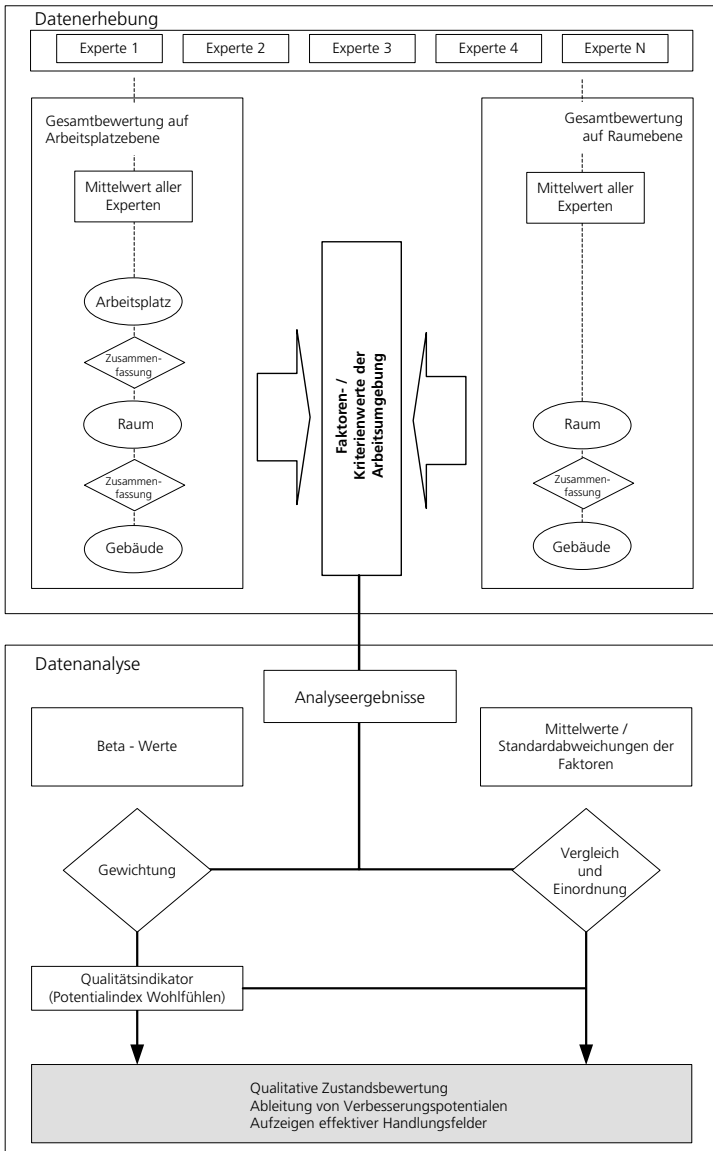 Datenerhebung
Experte 1
Experte 2
Experte 3
Experte 4
Experte N
Gesamtbewertung auf
Arbeitsplatzebene
Mittelwert aller
Experten
Arbeitsplatz
Zusammen-
fassung
Raum
Zusammen-
fassung
Gebäude
Faktoren- /
Kriterienwerte der
Arbeitsumgebung
Gesamtbewertung
auf Raumebene
Mittelwert aller
Experten
Raum
Zusammen-
fassung
Gebäude
Datenanalyse
Analyseergebnisse
Beta - Werte
Mittelwerte /
Standardabweichungen der
Faktoren
Gewichtung
Vergleich
und
Einordnung
Qualitätsindikator
(Potentialindex Wohlfühlen)
Qualitative Zustandsbewertung
Ableitung von Verbesserungspotentialen
Aufzeigen effektiver Handlungsfelder